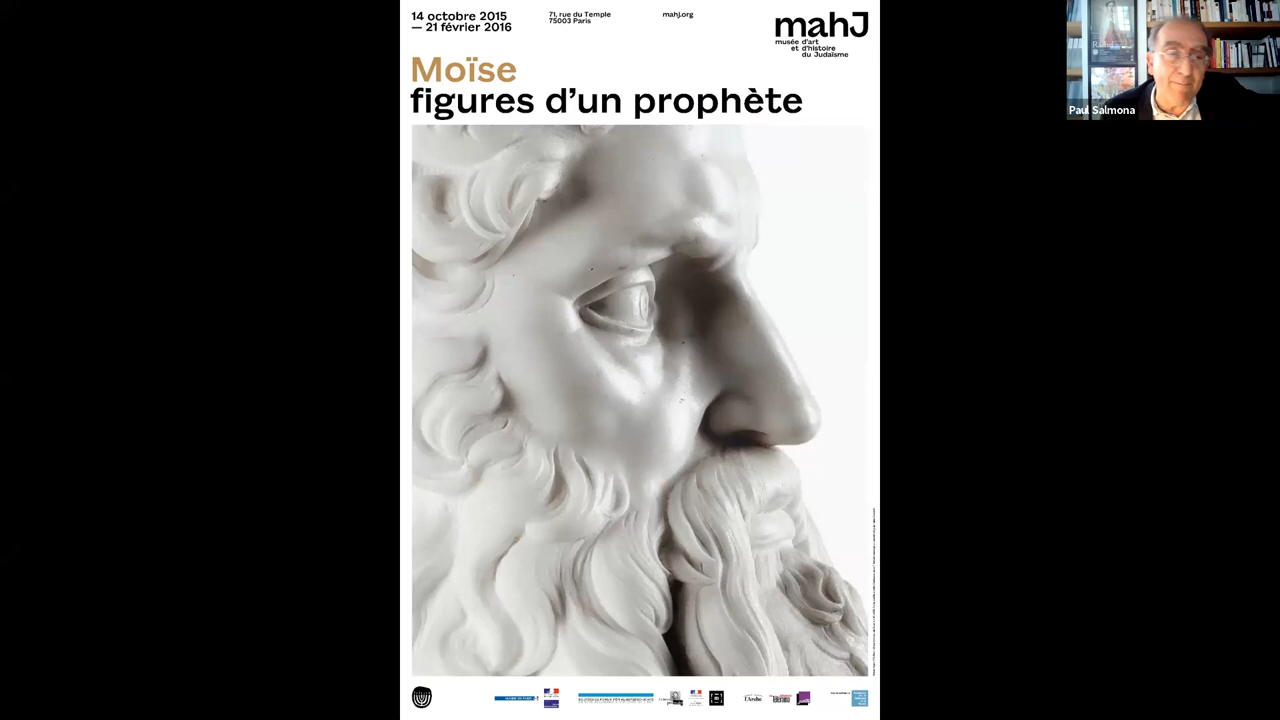 14 octobre 2015
— 21 février 2016
71, rue du Temple
75003 Paris
mahj.org
mahJ
musée d'art
et d'histoire
du Judaïsme
Moïse
figures d'un prophète
Paul Salmona
l'Arche